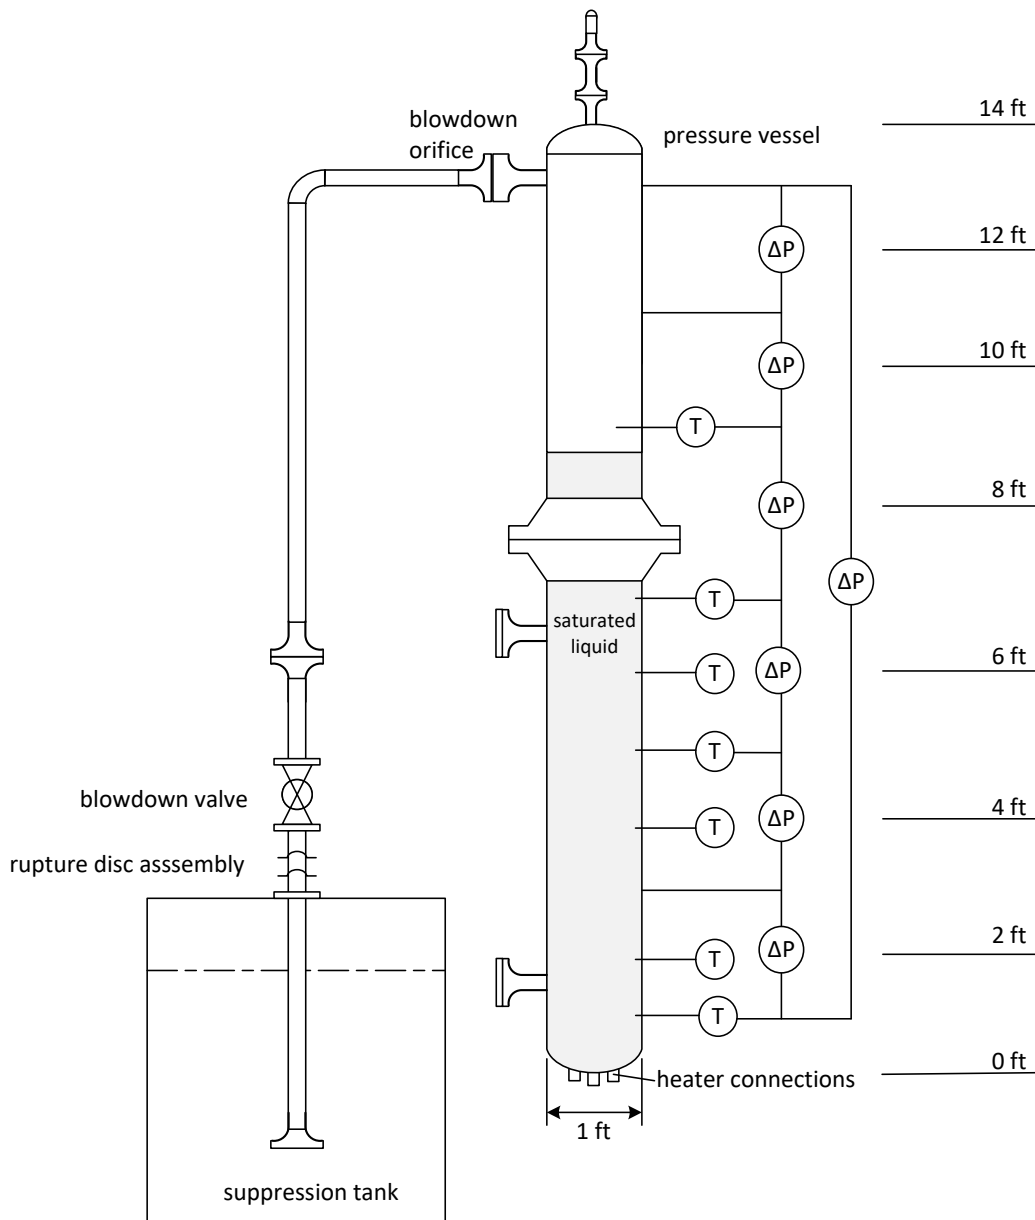 14 ft
blowdown
orifice
pressure vessel
12 ft
ΔP
10 ft
ΔP
T
8 ft
ΔP
ΔP
T
saturated
liquid
6 ft
T
ΔP
T
blowdown valve
4 ft
T
ΔP
rupture disc asssembly
2 ft
T
ΔP
T
0 ft
heater connections
1 ft
suppression tank